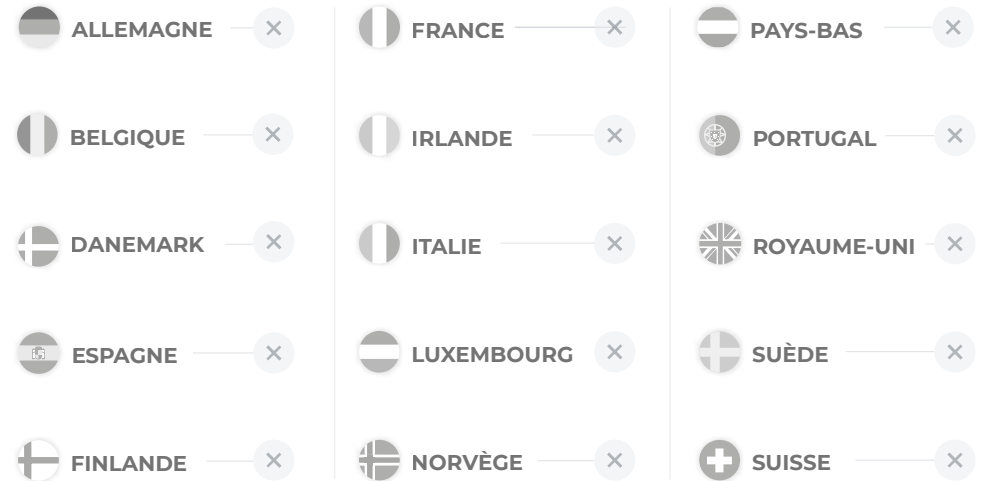 ALLEMAGNE
BELGIQUE
DANEMARK
ESPAGNE
FINLANDE
FRANCE
IRLANDE
ITALIE
LUXEMBOURG
NORVÈGE
PAYS-BAS
PORTUGAL
ROYAUME-UNI
SUÈDE
SUISSE